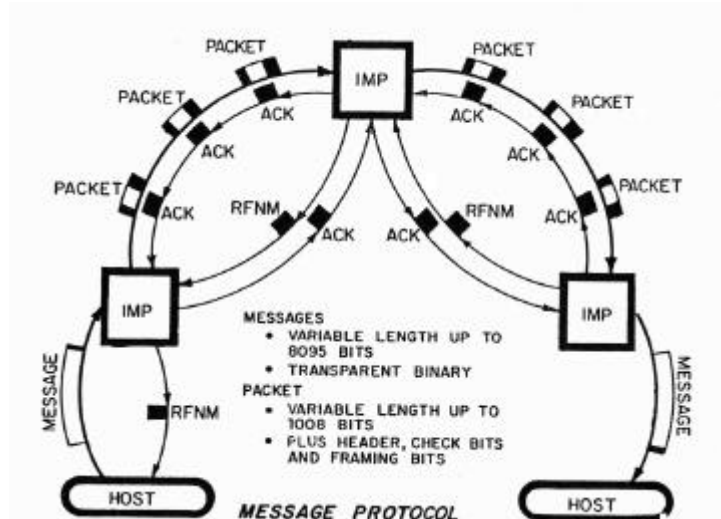 PACKET
PACKET
IMP
PACKET
PACKET
ACK
ACK
PACKET
PACKET
ACK
ACK
ACK
RFNM
RFNM
ACK
ACK
ACK
IMP
IMP
MESSAGES
• VARIABLE LENGTH UP TO
8095 BITS
• TRANSPARENT BINARY
PACKET
• VARIABLE LENGTH UP TO
1008 BITS
• PLUS HEADER, CHECK BITS
AND FRAMING BITS
MESSAGE
MESSAGE
RFNM
HOST
HOST
MESSAGE PROTOCOL